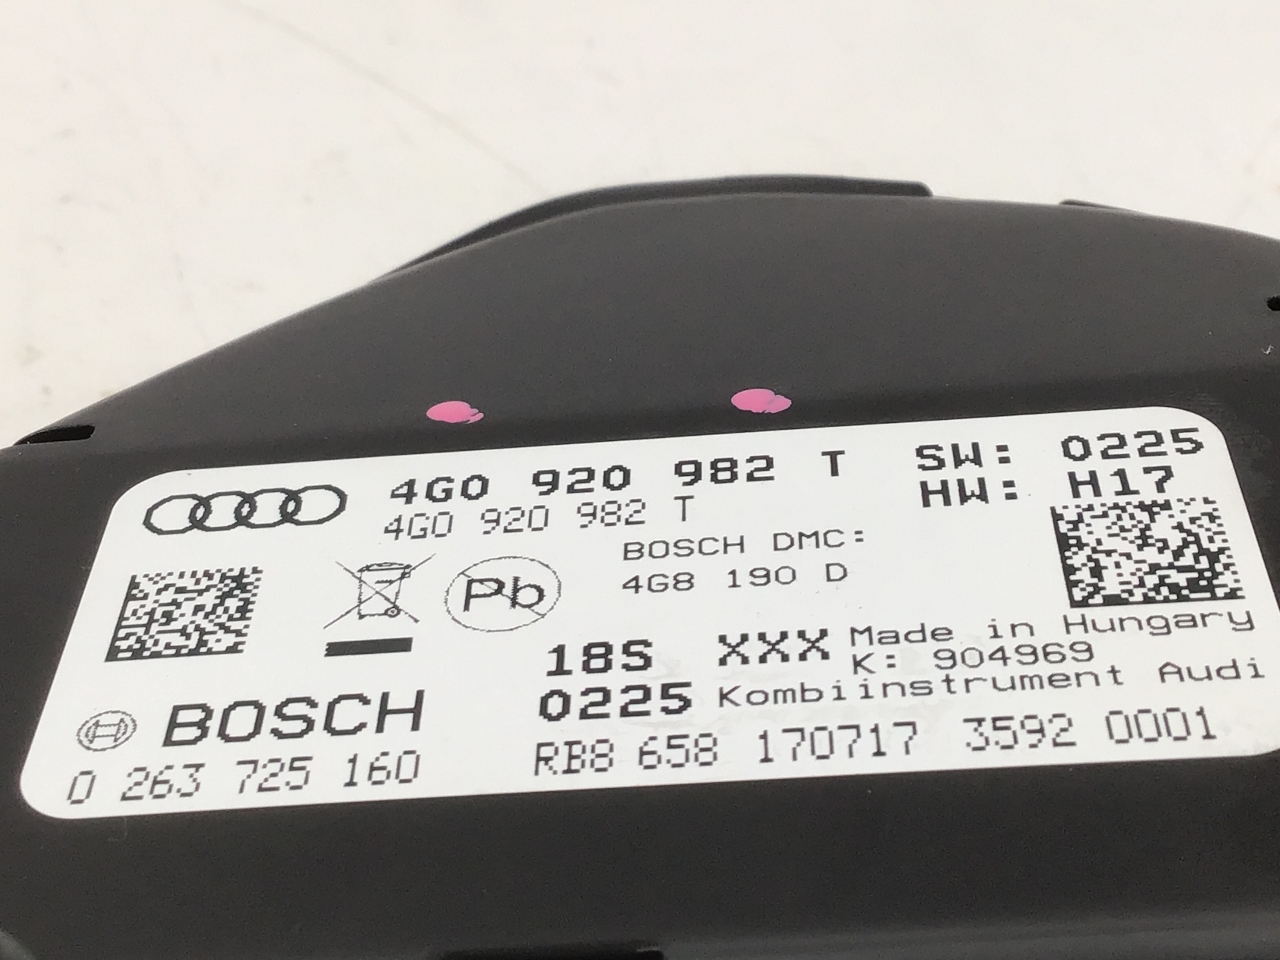 4G0 920 982 T SW: 0225
4G0 920 982 T HW: H17
BOSCH DMC:
4G8 190 D
Pb
18S XXX Made in Hungary
K: 904969
0225 Kombiinstrument Audi
BOSCH
0 263 725 160 RB8 658 170717 3592 0001